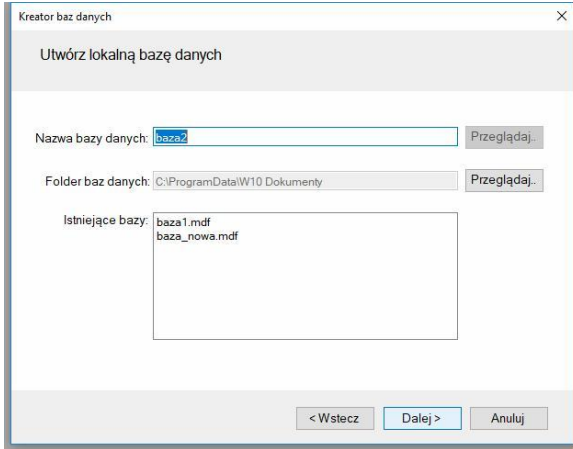 Kreator baz danych
Utwórz lokalną bazę danych
Nazwa bazy danych: baza2 Przeglądaj..
Folder baz danych: C:\ProgramData\W10 Dokumenty Przeglądaj..
Istniejące bazy: baza1.mdf
baza_nowa.mdf
< Wstecz Dalej > Anuluj